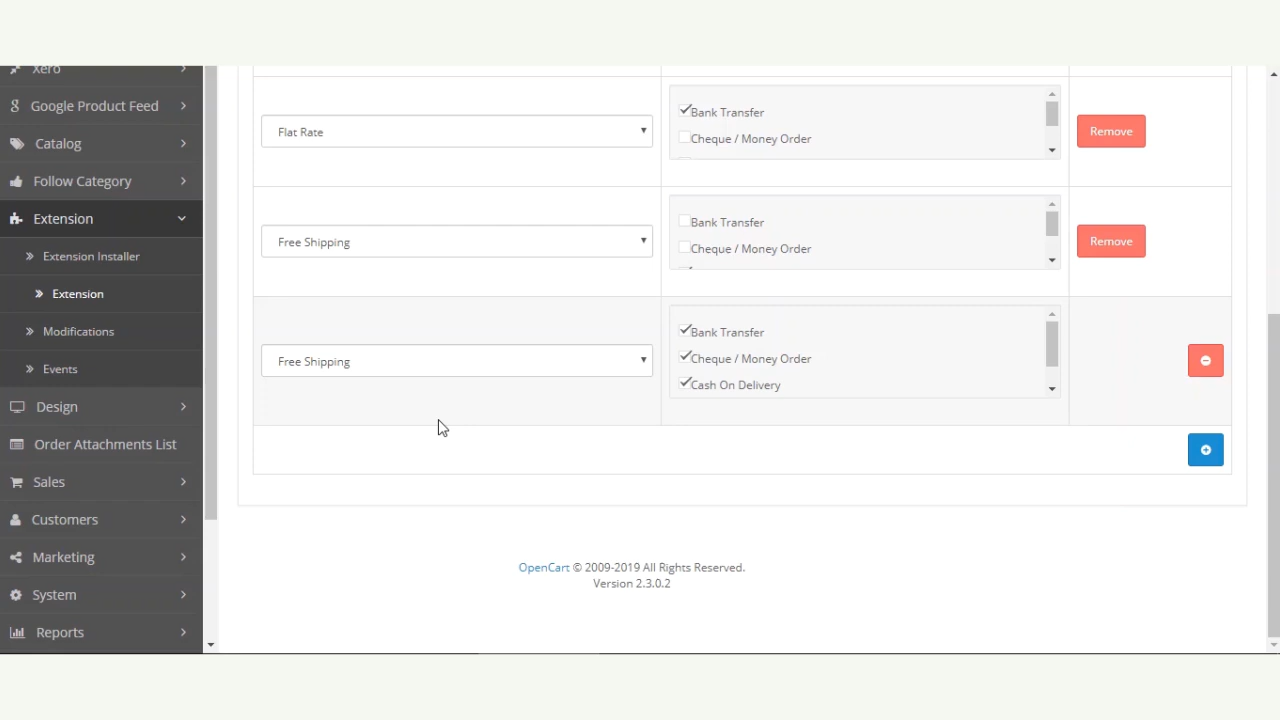 Xero
Google Product Feed
Catalog
Follow Category
Extension
Extension Installer
Extension
Modifications
Events
Design
Order Attachments List
Sales
Customers
Marketing
System
Reports
Flat Rate
Bank Transfer
Cheque / Money Order
Remove
Free Shipping
Bank Transfer
Cheque / Money Order
Remove
Free Shipping
Bank Transfer
Cheque / Money Order
Cash On Delivery
OpenCart © 2009-2019 All Rights Reserved.
Version 2.3.0.2